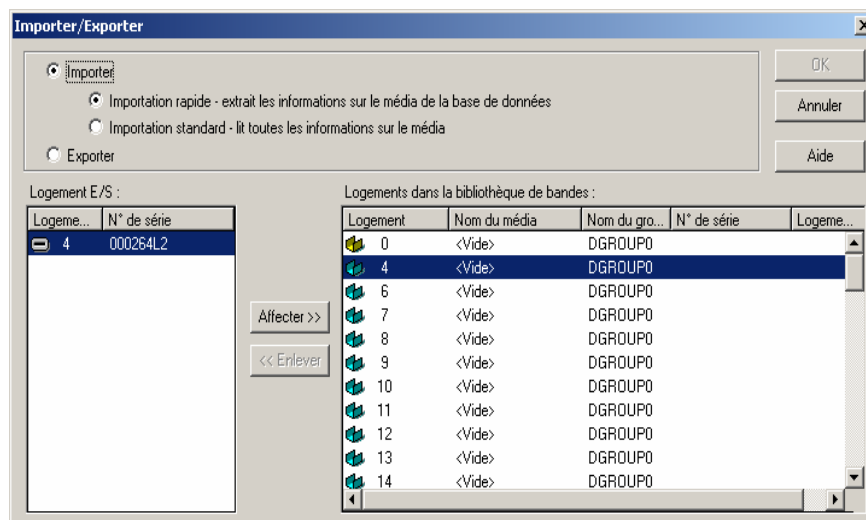 Importer/Exporter
Importer
Importation rapide - extrait les informations sur le média de la base de données
Importation standard - lit toutes les informations sur le média
Exporter
OK
Annuler
Aide
Logement E/S :
Logements dans la bibliothèque de bandes :
Logeme... N° de série
4 000264L2
Affecter >>
<< Enlever
Logement Nom du média Nom du gro... N° de série Logeme...
0 <Vide> DGROUP0
4 <Vide> DGROUP0
6 <Vide> DGROUP0
7 <Vide> DGROUP0
8 <Vide> DGROUP0
9 <Vide> DGROUP0
10 <Vide> DGROUP0
11 <Vide> DGROUP0
12 <Vide> DGROUP0
13 <Vide> DGROUP0
14 <Vide> DGROUP0